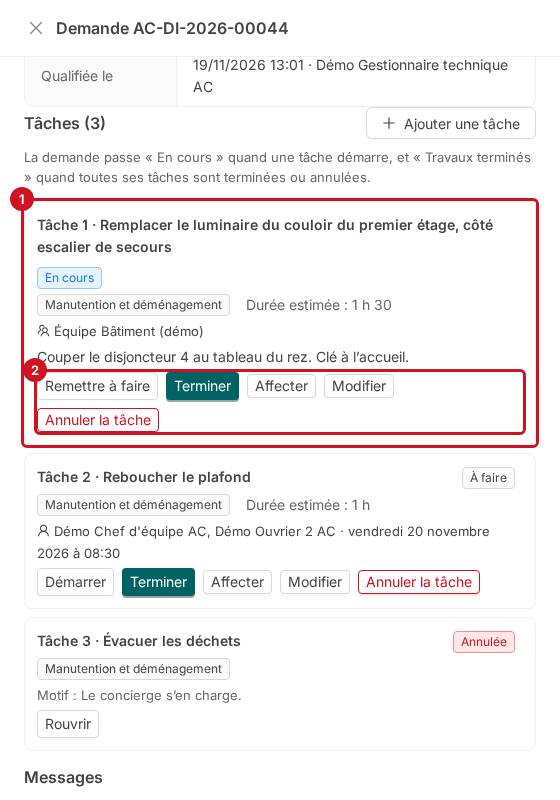 Demande AC-DI-2026-00044
Qualifiée le
19/11/2026 13:01 · Démo Gestionnaire technique
AC
Tâches (3)
Ajouter une tâche
La demande passe « En cours » quand une tâche démarre, et « Travaux terminés
» quand toutes ses tâches sont terminées ou annulées.
1
Tâche 1 · Remplacer le luminaire du couloir du premier étage, côté
escalier de secours
En cours
Manutention et déménagement
Durée estimée : 1 h 30
Équipe Bâtiment (démo)
Couper le disjoncteur 4 au tableau du rez. Clé à l’accueil.
2
Remettre à faire
Terminer
Affecter
Modifier
Annuler la tâche
Tâche 2 · Reboucher le plafond
À faire
Manutention et déménagement
Durée estimée : 1 h
Démo Chef d'équipe AC, Démo Ouvrier 2 AC · vendredi 20 novembre
2026 à 08:30
Démarrer
Terminer
Affecter
Modifier
Annuler la tâche
Tâche 3 · Évacuer les déchets
Annulée
Manutention et déménagement
Motif : Le concierge s’en charge.
Rouvrir
Messages